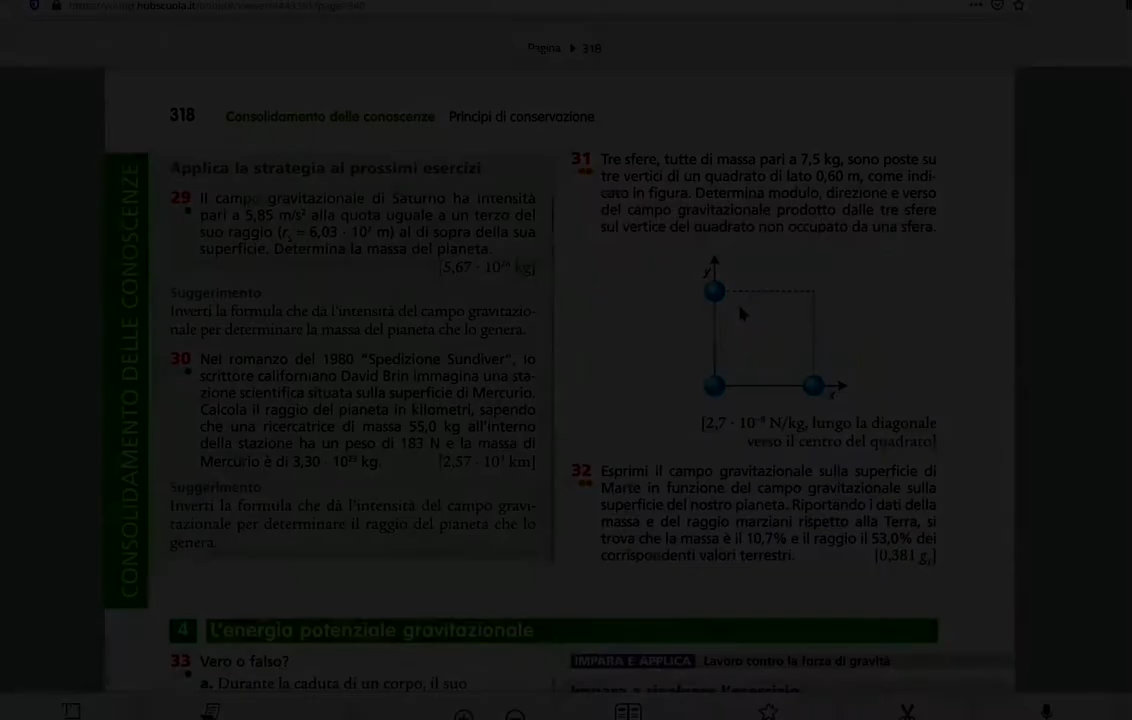 hubscuola.it
Pagina 318
318 Consolidamento delle conoscenze Principi di conservazione
CONSOLIDAMENTO DELLE CONOSCENZE
Applica la strategia ai prossimi esercizi
29 Il campo gravitazionale di Saturno ha intensità
pari a 5,85 m/s² alla quota uguale a un terzo del
suo raggio (rₛ = 6,03 · 10⁷ m) al di sopra della sua
superficie. Determina la massa del pianeta.
[5,67 · 10²⁶ kg]
Suggerimento
Inverti la formula che dà l'intensità del campo gravitazio-
nale per determinare la massa del pianeta che lo genera.
30 Nel romanzo del 1980 "Spedizione Sundiver", lo
scrittore californiano David Brin immagina una sta-
zione scientifica situata sulla superficie di Mercurio.
Calcola il raggio del pianeta in kilometri, sapendo
che una ricercatrice di massa 55,0 kg all'interno
della stazione ha un peso di 183 N e la massa di
Mercurio è di 3,30 · 10²³ kg. [2,57 · 10³ km]
Suggerimento
Inverti la formula che dà l'intensità del campo gravi-
tazionale per determinare il raggio del pianeta che lo
genera.
31 Tre sfere, tutte di massa pari a 7,5 kg, sono poste su
tre vertici di un quadrato di lato 0,60 m, come indi-
cato in figura. Determina modulo, direzione e verso
del campo gravitazionale prodotto dalle tre sfere
sul vertice del quadrato non occupato da una sfera.
y
x
[2,7 · 10⁻⁹ N/kg, lungo la diagonale
verso il centro del quadrato]
32 Esprimi il campo gravitazionale sulla superficie di
Marte in funzione del campo gravitazionale sulla
superficie del nostro pianeta. Riportando i dati della
massa e del raggio marziani rispetto alla Terra, si
trova che la massa è il 10,7% e il raggio il 53,0% dei
corrispondenti valori terrestri. [0,381 gₜ]
4 L'energia potenziale gravitazionale
33 Vero o falso?
a. Durante la caduta di un corpo, il suo
IMPARA E APPLICA Lavoro contro la forza di gravità
Impara a risolvere l'esercizio